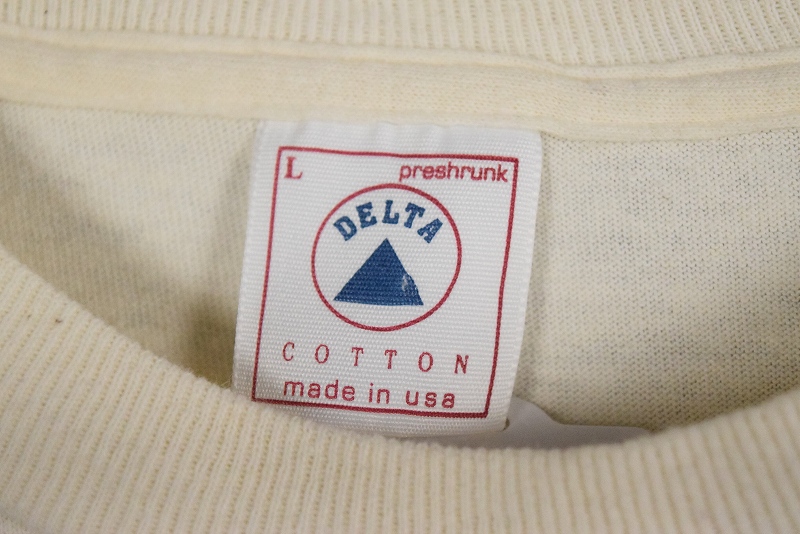 L preshrunk
DELTA
COTTON
made in usa